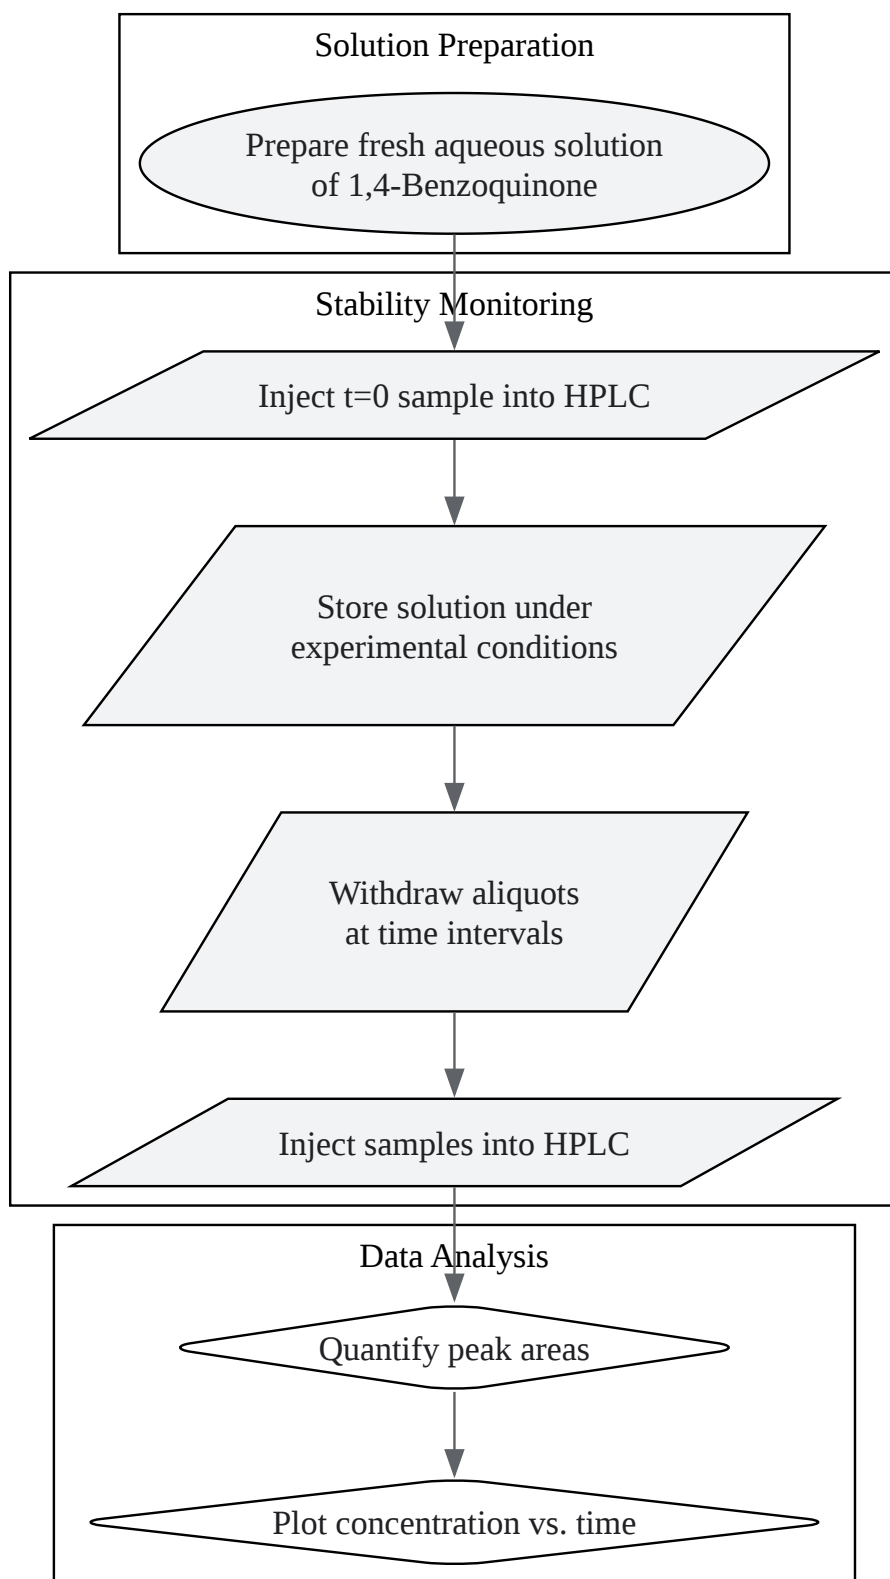 Solution Preparation
Prepare fresh aqueous solution
of 1,4-Benzoquinone
Stability Monitoring
Inject t=0 sample into HPLC
Store solution under
experimental conditions
Withdraw aliquots
at time intervals
Inject samples into HPLC
Data Analysis
Quantify peak areas
Plot concentration vs. time